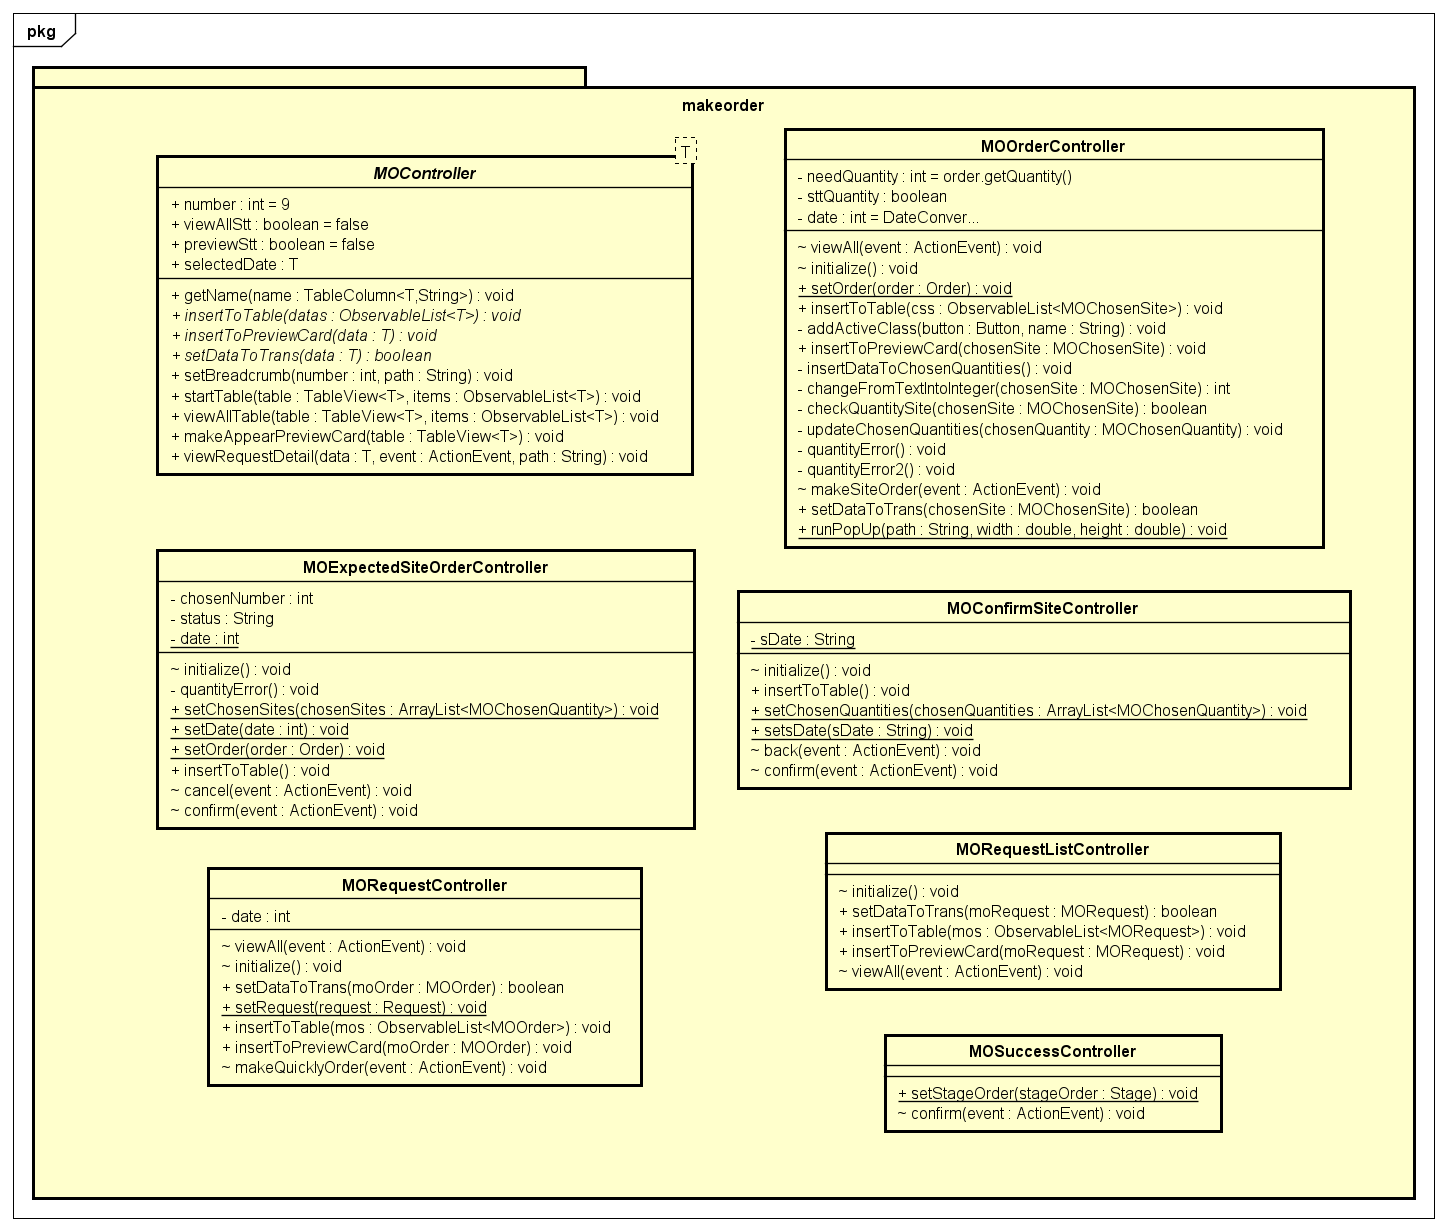 pkg
makeorder
T
MOController
+ number : int = 9
+ viewAllStt : boolean = false
+ previewStt : boolean = false
+ selectedDate : T
+ getName(name : TableColumn<T,String>) : void
+ insertToTable(datas : ObservableList<T>) : void
+ insertToPreviewCard(data : T) : void
+ setDataToTrans(data : T) : boolean
+ setBreadcrumb(number : int, path : String) : void
+ startTable(table : TableView<T>, items : ObservableList<T>) : void
+ viewAllTable(table : TableView<T>, items : ObservableList<T>) : void
+ makeAppearPreviewCard(table : TableView<T>) : void
+ viewRequestDetail(data : T, event : ActionEvent, path : String) : void
MOOrderController
- needQuantity : int = order.getQuantity()
- sttQuantity : boolean
- date : int = DateConver...
~ viewAll(event : ActionEvent) : void
~ initialize() : void
+ setOrder(order : Order) : void
+ insertToTable(css : ObservableList<MOChosenSite>) : void
- addActiveClass(button : Button, name : String) : void
+ insertToPreviewCard(chosenSite : MOChosenSite) : void
- insertDataToChosenQuantities() : void
- changeFromTextIntoInteger(chosenSite : MOChosenSite) : int
- checkQuantitySite(chosenSite : MOChosenSite) : boolean
- updateChosenQuantities(chosenQuantity : MOChosenQuantity) : void
- quantityError() : void
- quantityError2() : void
~ makeSiteOrder(event : ActionEvent) : void
+ setDataToTrans(chosenSite : MOChosenSite) : boolean
+ runPopUp(path : String, width : double, height : double) : void
MOExpectedSiteOrderController
- chosenNumber : int
- status : String
- date : int
~ initialize() : void
- quantityError() : void
+ setChosenSites(chosenSites : ArrayList<MOChosenQuantity>) : void
+ setDate(date : int) : void
+ setOrder(order : Order) : void
+ insertToTable() : void
~ cancel(event : ActionEvent) : void
~ confirm(event : ActionEvent) : void
MOConfirmSiteController
- sDate : String
~ initialize() : void
+ insertToTable() : void
+ setChosenQuantities(chosenQuantities : ArrayList<MOChosenQuantity>) : void
+ setsDate(sDate : String) : void
~ back(event : ActionEvent) : void
~ confirm(event : ActionEvent) : void
MORequestController
- date : int
~ viewAll(event : ActionEvent) : void
~ initialize() : void
+ setDataToTrans(moOrder : MOOrder) : boolean
+ setRequest(request : Request) : void
+ insertToTable(mos : ObservableList<MOOrder>) : void
+ insertToPreviewCard(moOrder : MOOrder) : void
~ makeQuicklyOrder(event : ActionEvent) : void
MORequestListController
~ initialize() : void
+ setDataToTrans(moRequest : MORequest) : boolean
+ insertToTable(mos : ObservableList<MORequest>) : void
+ insertToPreviewCard(moRequest : MORequest) : void
~ viewAll(event : ActionEvent) : void
MOSuccessController
+ setStageOrder(stageOrder : Stage) : void
~ confirm(event : ActionEvent) : void